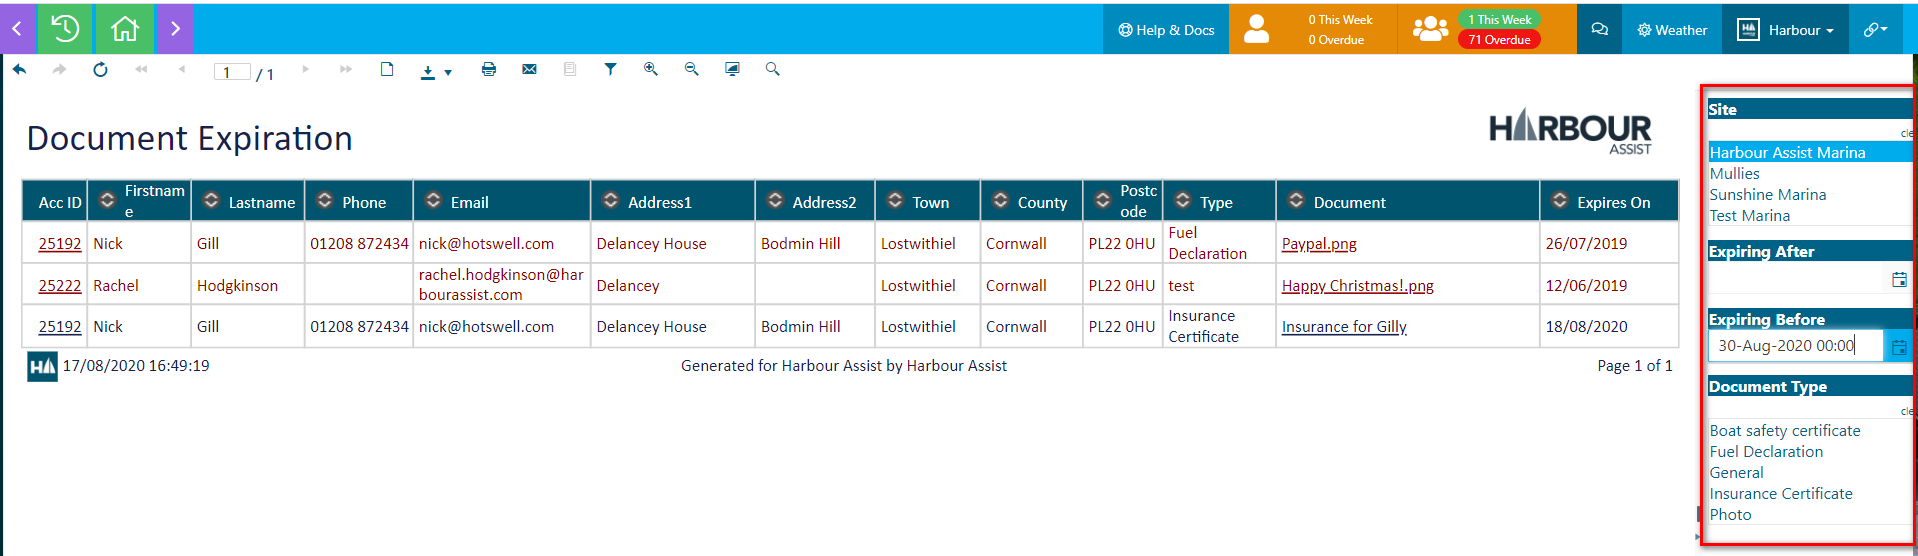 Help & Docs
0 This Week
0 Overdue
1 This Week
71 Overdue
Weather
HA
Harbour
1 / 1
Document Expiration
HARBOUR
ASSIST
Acc ID Firstnam
e Lastname Phone Email Address1 Address2 Town County Postc
ode Type Document Expires On
25192 Nick Gill 01208 872434 nick@hotswell.com Delancey House Bodmin Hill Lostwithiel Cornwall PL22 0HU Fuel
Declaration Paypal.png 26/07/2019
25222 Rachel Hodgkinson rachel.hodgkinson@har
bourassist.com Delancey Lostwithiel Cornwall PL22 0HU test Happy Christmas!.png 12/06/2019
25192 Nick Gill 01208 872434 nick@hotswell.com Delancey House Bodmin Hill Lostwithiel Cornwall PL22 0HU Insurance
Certificate Insurance for Gilly 18/08/2020
HA 17/08/2020 16:49:19 Generated for Harbour Assist by Harbour Assist Page 1 of 1
Site
cle
Harbour Assist Marina
Mullies
Sunshine Marina
Test Marina
Expiring After
Expiring Before
30-Aug-2020 00:00
Document Type
cle
Boat safety certificate
Fuel Declaration
General
Insurance Certificate
Photo